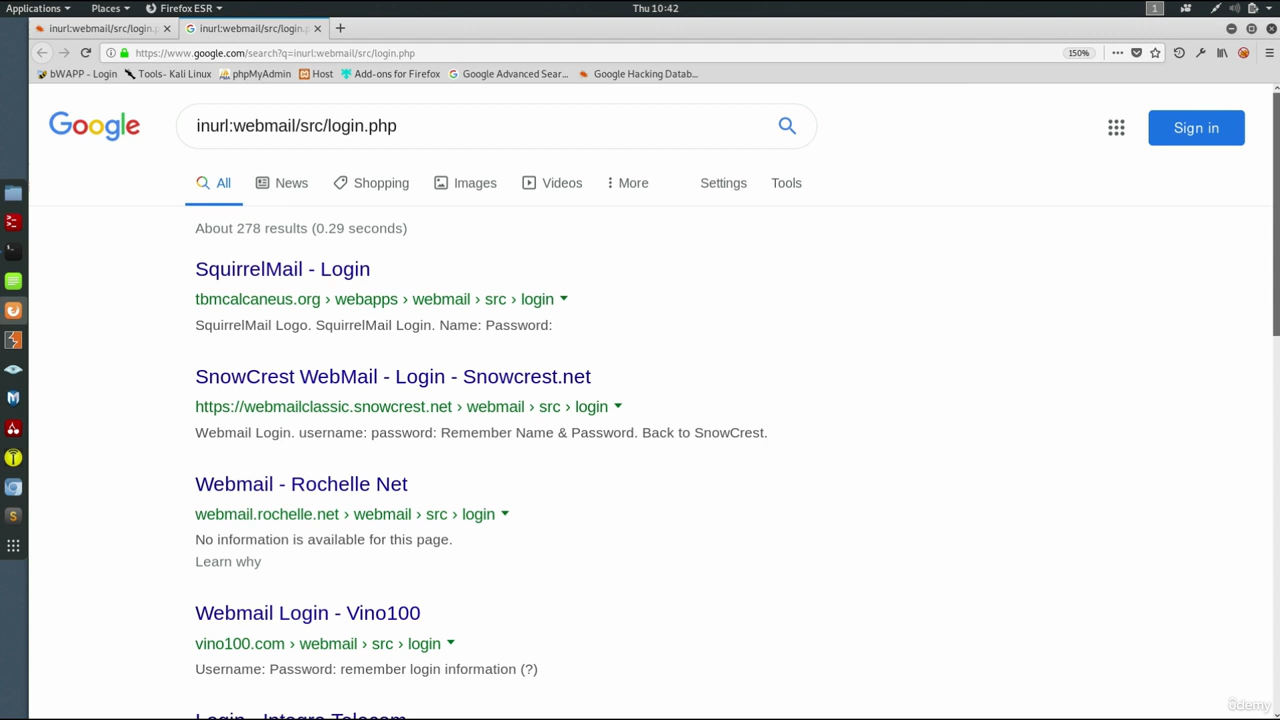 Applications Places Firefox ESR Thu 10:42 1
inurl:webmail/src/login.p inurl:webmail/src/login.p
https://www.google.com/search?q=inurl:webmail/src/login.php 150%
bWAPP - Login Tools- Kali Linux phpMyAdmin Host Add-ons for Firefox Google Advanced Sear... Google Hacking Datab...
Google inurl:webmail/src/login.php Sign in
All News Shopping Images Videos More Settings Tools
About 278 results (0.29 seconds)
SquirrelMail - Login
tbmcalcaneus.org › webapps › webmail › src › login
SquirrelMail Logo. SquirrelMail Login. Name: Password:
SnowCrest WebMail - Login - Snowcrest.net
https://webmailclassic.snowcrest.net › webmail › src › login
Webmail Login. username: password: Remember Name & Password. Back to SnowCrest.
Webmail - Rochelle Net
webmail.rochelle.net › webmail › src › login
No information is available for this page.
Learn why
Webmail Login - Vino100
vino100.com › webmail › src › login
Username: Password: remember login information (?)
Login - Integra Telecom
ûdemy